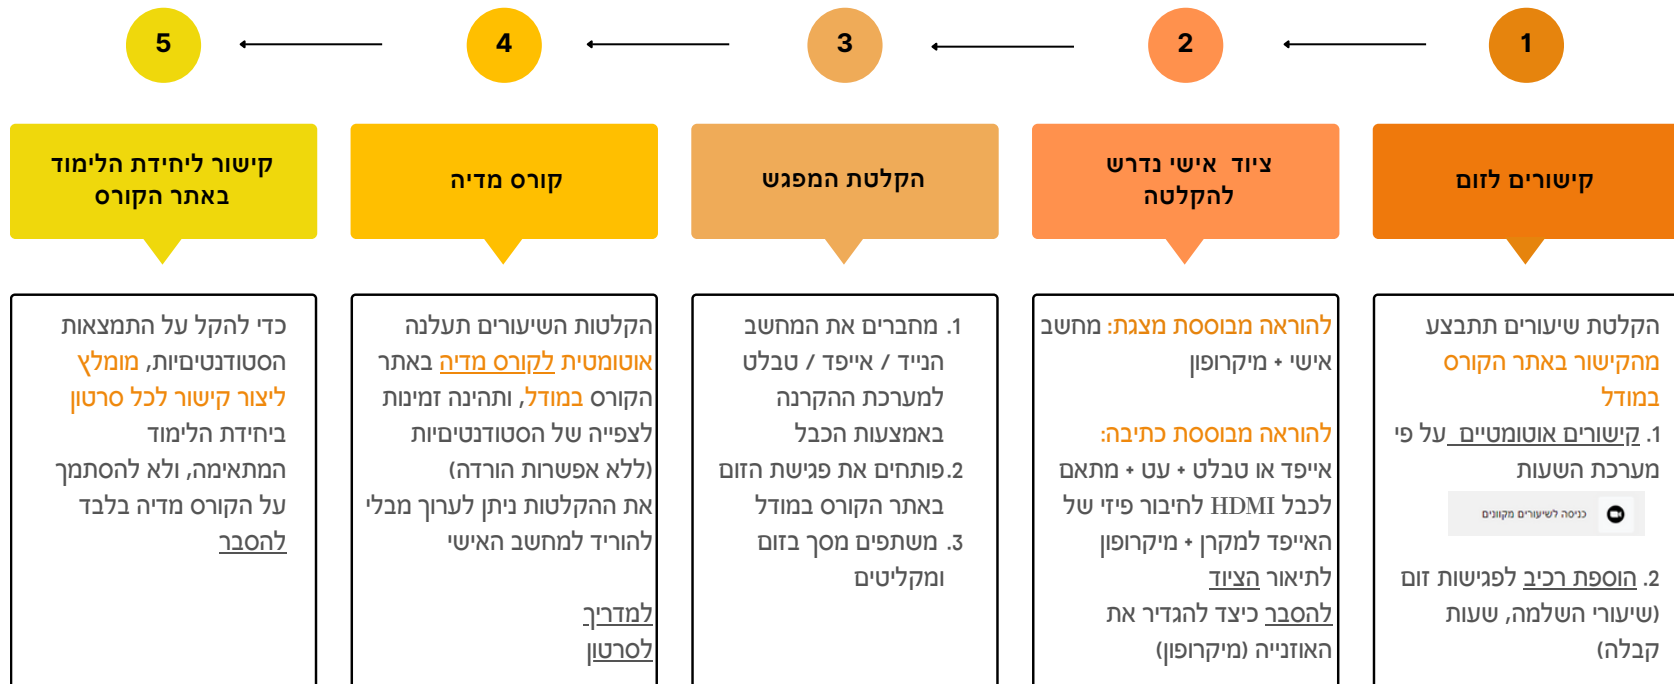 1
קישורים לזום
הקלטת שיעורים תתבצע
מהקישור באתר הקורס
במודל
1. קישורים אוטומטיים על פי
מערכת השעות
כניסה לשיעורים מקוונים
2. הוספת רכיב לפגישות זום
(שיעורי השלמה, שעות
קבלה)
2
ציוד אישי נדרש
להקלטה
להוראה מבוססת מצגת: מחשב
אישי + מיקרופון
להוראה מבוססת כתיבה:
אייפד או טבלט + עט + מתאם
לכבל HDMI לחיבור פיזי של
האייפד למקרן + מיקרופון
לתיאור הציוד
להסבר כיצד להגדיר את
האוזנייה (מיקרופון)
3
הקלטת המפגש
1. מחברים את המחשב
הנייד / אייפד / טבלט
למערכת ההקרנה
באמצעות הכבל
2. פותחים את פגישת הזום
באתר הקורס במודל
3. משתפים מסך בזום
ומקליטים
4
קורס מדיה
הקלטות השיעורים תעלנה
אוטומטית לקורס מדיה באתר
הקורס במודל, ותהינה זמינות
לצפייה של הסטודנטיםיות
(ללא אפשרות הורדה)
את ההקלטות ניתן לערוך מבלי
להוריד למחשב האישי
למדריך
לסרטון
5
קישור ליחידת הלימוד
באתר הקורס
כדי להקל על התמצאות
הסטודנטיםיות, מומלץ
ליצור קישור לכל סרטון
ביחידת הלימוד
המתאימה, ולא להסתמך
על הקורס מדיה בלבד
להסבר